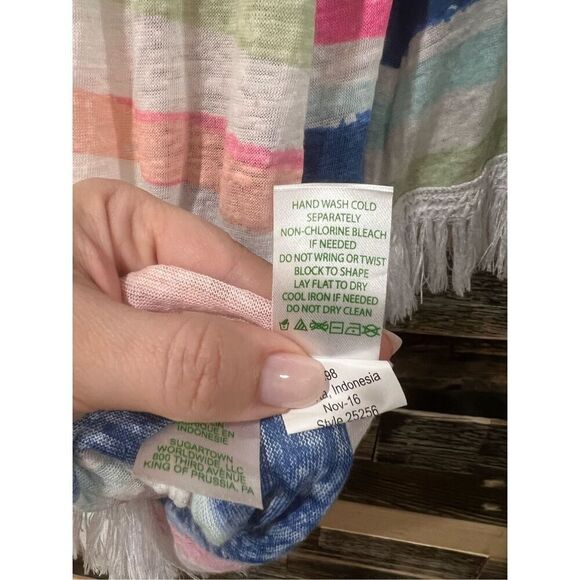 HAND WASH COLD
SEPARATELY
NON-CHLORINE BLEACH
IF NEEDED
DO NOT WRING OR TWIST
BLOCK TO SHAPE
LAY FLAT TO DRY
COOL IRON IF NEEDED
DO NOT DRY CLEAN
98
Indonesia
Nov-16
Style 25256
EN
INDONESIE
SUGARTOWN
WORLDWIDE, LLC
800 THIRD AVENUE
KING OF PRUSSIA, PA